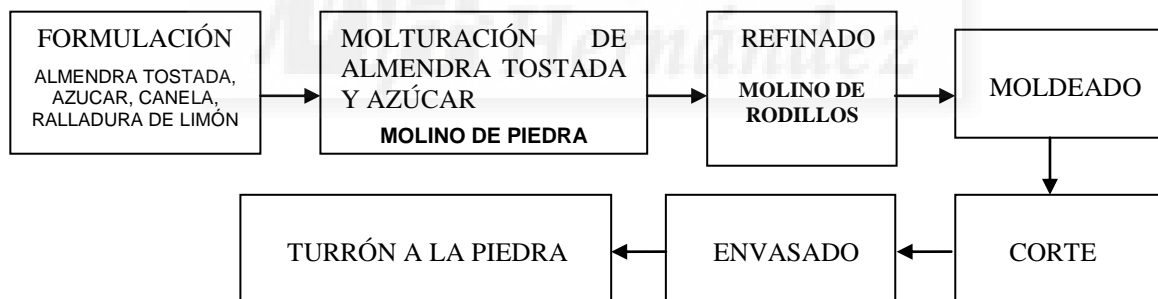 FORMULACIÓN
ALMENDRA TOSTADA,
AZUCAR, CANELA,
RALLADURA DE LIMÓN
MOLTURACIÓN DE
ALMENDRA TOSTADA
Y AZÚCAR
MOLINO DE PIEDRA
REFINADO
MOLINO DE
RODILLOS
MOLDEADO
CORTE
ENVASADO
TURRÓN A LA PIEDRA
Hernández